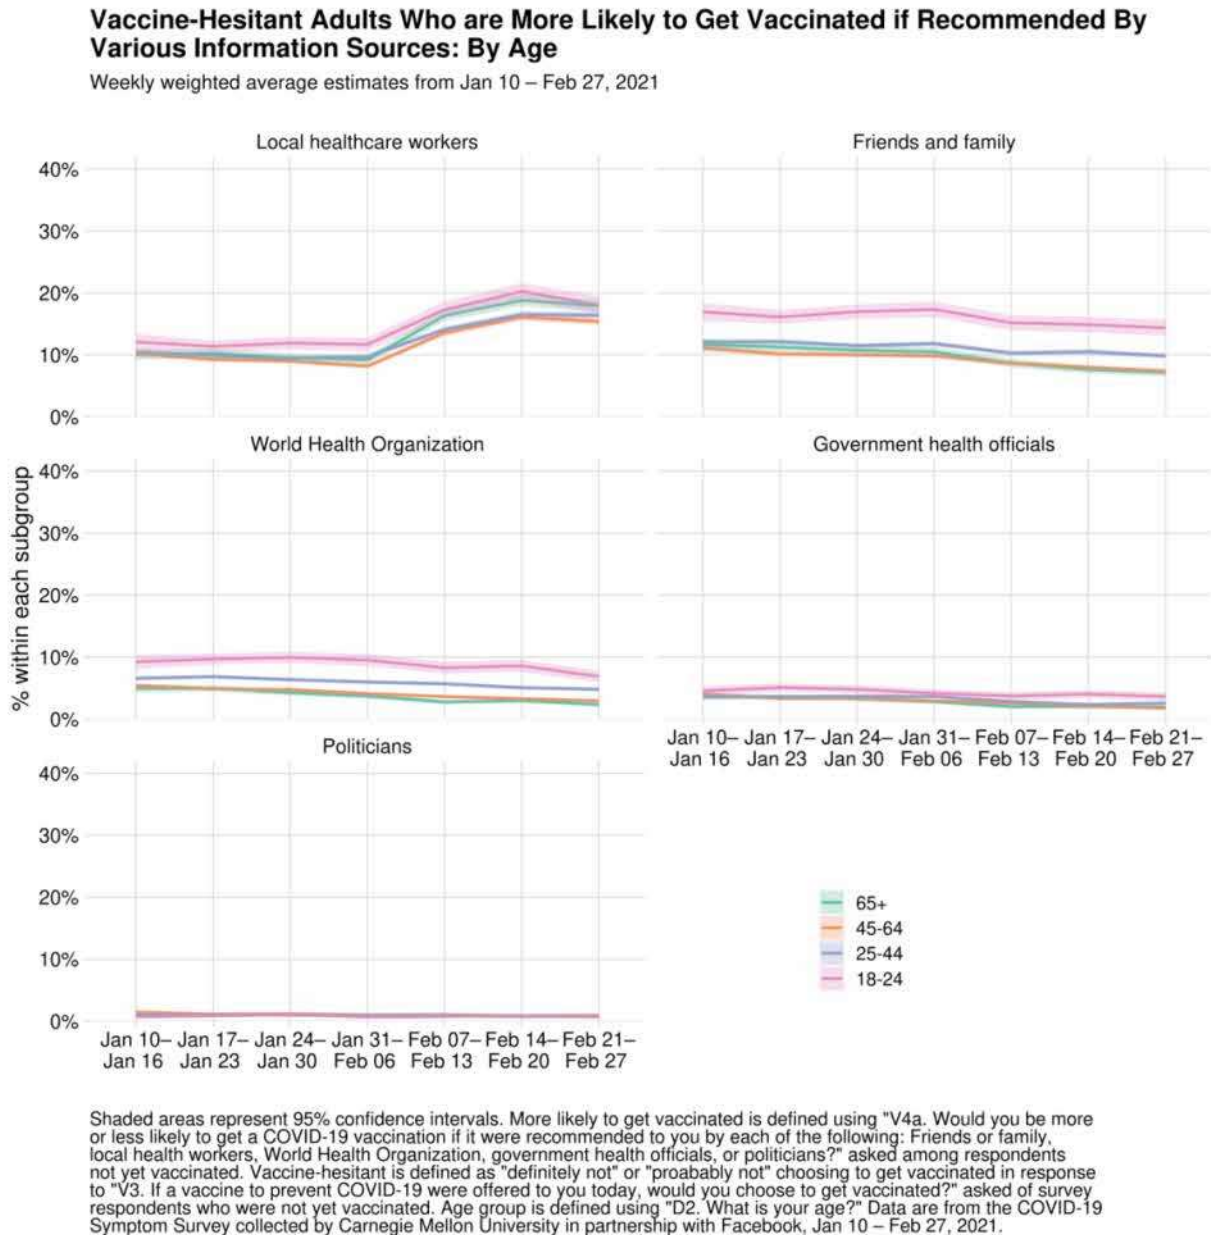 Vaccine-Hesitant Adults Who are More Likely to Get Vaccinated if Recommended By
Various Information Sources: By Age
Weekly weighted average estimates from Jan 10 – Feb 27, 2021
Local healthcare workers
Friends and family
40%
30%
20%
10%
0%
World Health Organization
Government health officials
% within each subgroup
40%
30%
20%
10%
0%
Jan 10– Jan 17– Jan 24– Jan 31– Feb 07– Feb 14– Feb 21–
Jan 16 Jan 23 Jan 30 Feb 06 Feb 13 Feb 20 Feb 27
Politicians
40%
30%
20%
10%
0%
Jan 10– Jan 17– Jan 24– Jan 31– Feb 07– Feb 14– Feb 21–
Jan 16 Jan 23 Jan 30 Feb 06 Feb 13 Feb 20 Feb 27
65+
45-64
25-44
18-24
Shaded areas represent 95% confidence intervals. More likely to get vaccinated is defined using "V4a. Would you be more
or less likely to get a COVID-19 vaccination if it were recommended to you by each of the following: Friends or family,
local health workers, World Health Organization, government health officials, or politicians?" asked among respondents
not yet vaccinated. Vaccine-hesitant is defined as "definitely not" or "proabably not" choosing to get vaccinated in response
to "V3. If a vaccine to prevent COVID-19 were offered to you today, would you choose to get vaccinated?" asked of survey
respondents who were not yet vaccinated. Age group is defined using "D2. What is your age?" Data are from the COVID-19
Symptom Survey collected by Carnegie Mellon University in partnership with Facebook, Jan 10 – Feb 27, 2021.